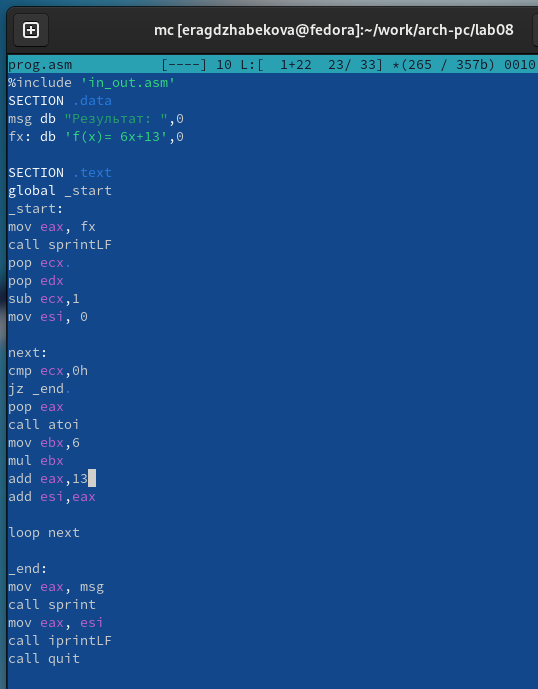 mc [eragdzhabekova@fedora]:~/work/arch-pc/lab08
prog.asm [----] 10 L:[ 1+22 23/ 33] *(265 / 357b) 0010
%include 'in_out.asm'
SECTION .data
msg db "Результат: ",0
fx: db 'f(x)= 6x+13',0
SECTION .text
global _start
_start:
mov eax, fx
call sprintLF
pop ecx.
pop edx
sub ecx,1
mov esi, 0
next:
cmp ecx,0h
jz _end.
pop eax
call atoi
mov ebx,6
mul ebx
add eax,13
add esi,eax
loop next
_end:
mov eax, msg
call sprint
mov eax, esi
call iprintLF
call quit